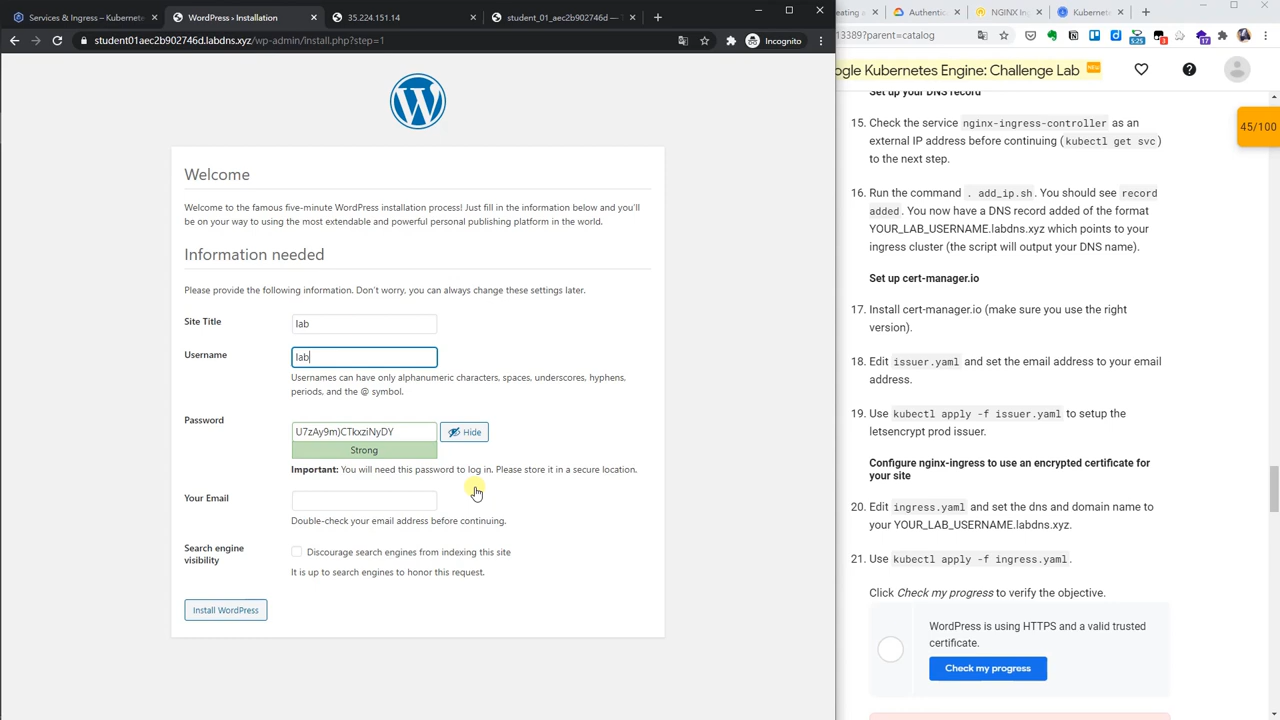 Services & Ingress – Kuberne
WordPress › Installation
35.224.151.14
student_01_aec2b902746d —
eating a
Authentic
NGINX In
Kubernete
student01aec2b902746d.labdns.xyz/wp-admin/install.php?step=1
Incognito
13389?parent=catalog
5:25
3
17
ogle Kubernetes Engine: Challenge Lab
NEW
Set up your DNS record
45/100
15. Check the service nginx-ingress-controller as an
external IP address before continuing (kubectl get svc)
to the next step.
16. Run the command . add_ip.sh. You should see record
added. You now have a DNS record added of the format
YOUR_LAB_USERNAME.labdns.xyz which points to your
ingress cluster (the script will output your DNS name).
Set up cert-manager.io
17. Install cert-manager.io (make sure you use the right
version).
18. Edit issuer.yaml and set the email address to your email
address.
19. Use kubectl apply -f issuer.yaml to setup the
letsencrypt prod issuer.
Configure nginx-ingress to use an encrypted certificate for
your site
20. Edit ingress.yaml and set the dns and domain name to
your YOUR_LAB_USERNAME.labdns.xyz.
21. Use kubectl apply -f ingress.yaml.
Click Check my progress to verify the objective.
WordPress is using HTTPS and a valid trusted
certificate.
Check my progress
Welcome
Welcome to the famous five-minute WordPress installation process! Just fill in the information below and you'll
be on your way to using the most extendable and powerful personal publishing platform in the world.
Information needed
Please provide the following information. Don't worry, you can always change these settings later.
Site Title
lab
Username
lab
Usernames can have only alphanumeric characters, spaces, underscores, hyphens,
periods, and the @ symbol.
Password
U7zAy9m)CTkxziNyDY
Hide
Strong
Important: You will need this password to log in. Please store it in a secure location.
Your Email
Double-check your email address before continuing.
Search engine
visibility
Discourage search engines from indexing this site
It is up to search engines to honor this request.
Install WordPress